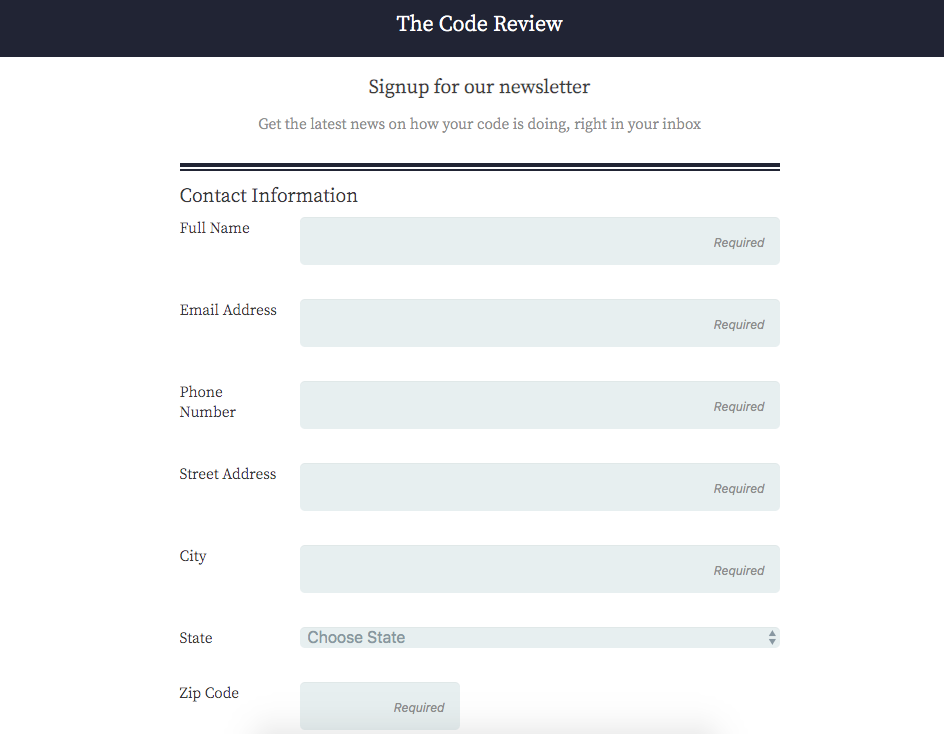 The Code Review
Signup for our newsletter
Get the latest news on how your code is doing, right in your inbox
Contact Information
Full Name
Required
Email Address
Required
Phone
Number
Required
Street Address
Required
City
Required
State
Choose State
Zip Code
Required